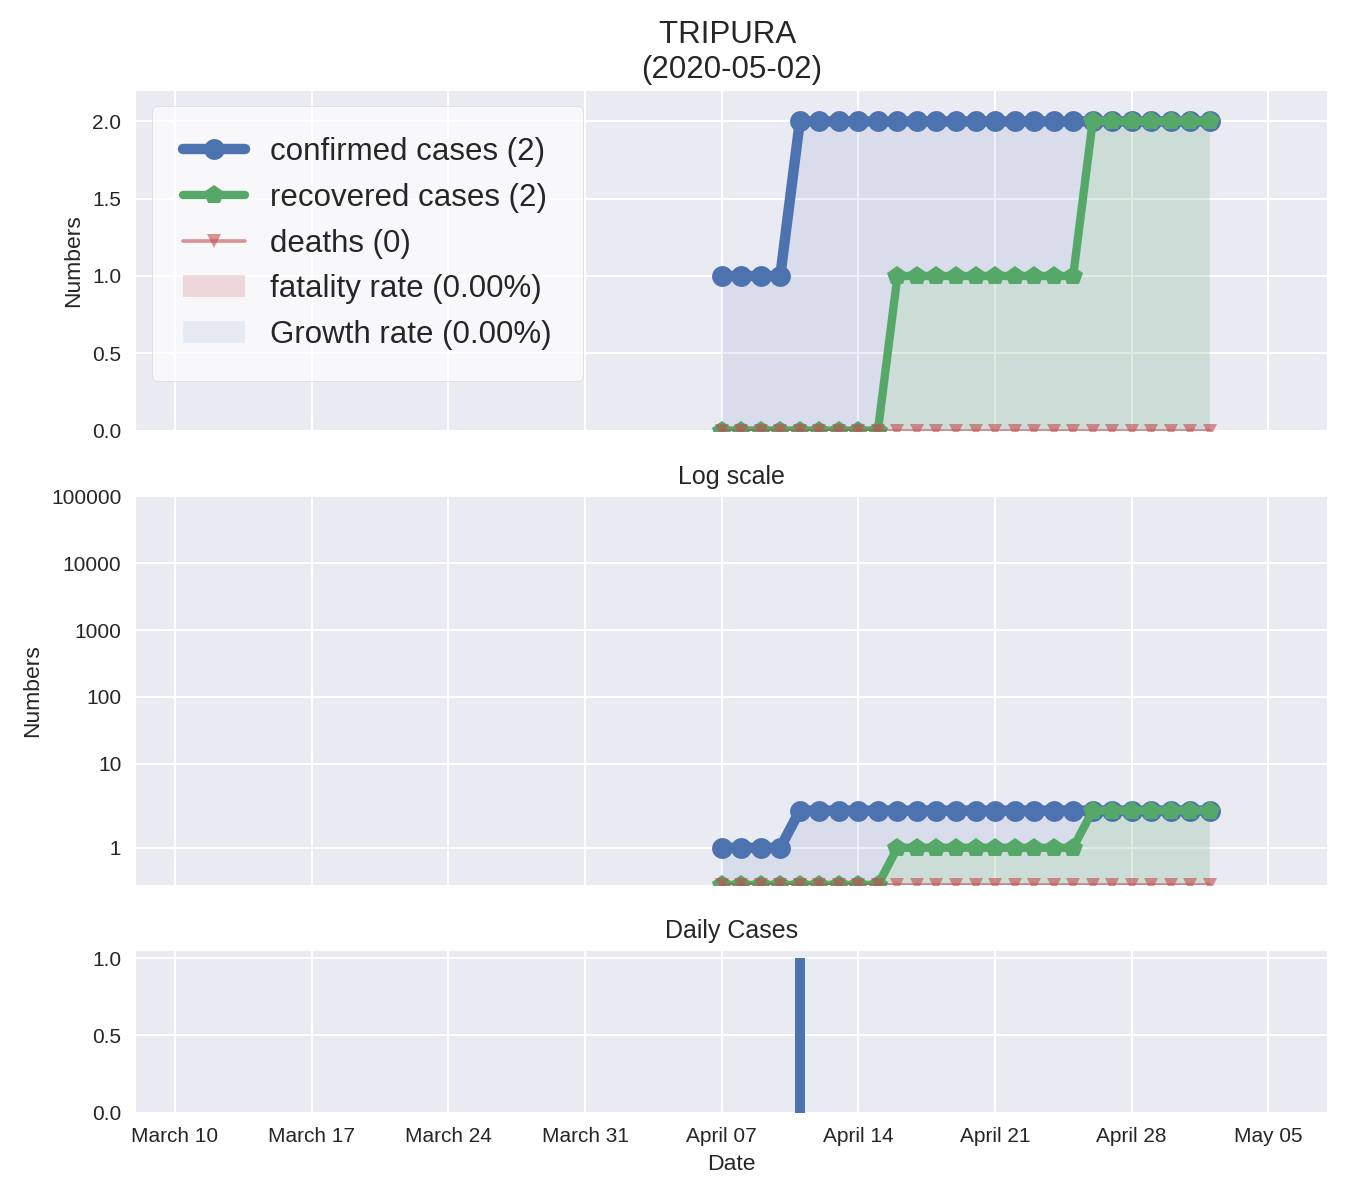 TRIPURA
(2020-05-02)
2.0
1.5
1.0
0.5
0.0
Numbers
confirmed cases (2)
recovered cases (2)
deaths (0)
fatality rate (0.00%)
Growth rate (0.00%)
Log scale
100000
10000
1000
100
10
1
Numbers
Daily Cases
1.0
0.5
0.0
March 10 March 17 March 24 March 31 April 07 April 14 April 21 April 28 May 05
Date